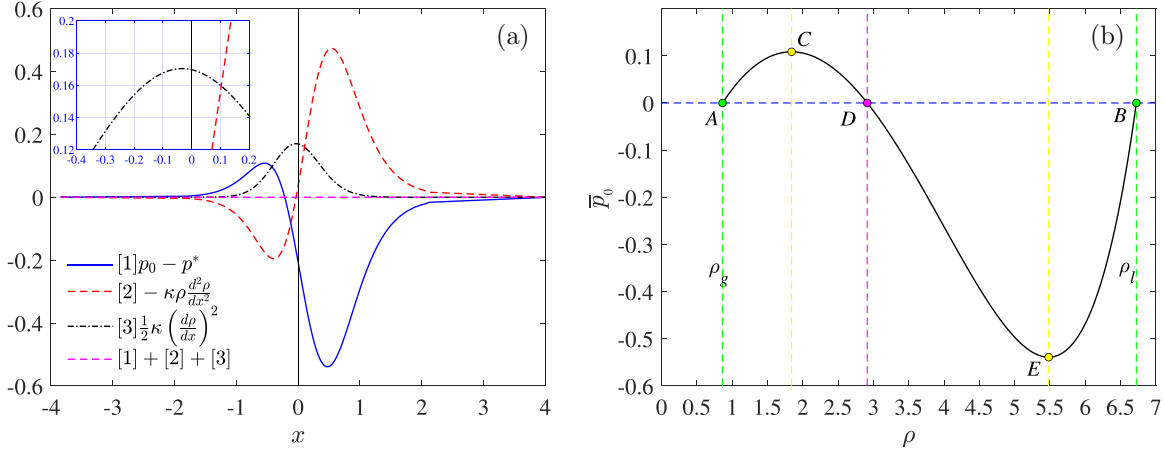 (a)
0.6
0.4
0.2
0
-0.2
-0.4
-0.6
-4 -3 -2 -1 0 1 2 3 4
x
0.2
0.18
0.16
0.14
0.12
-0.4 -0.3 -0.2 -0.1 0 0.1 0.2
[1]p₀ − p*
[2] − κρ d²ρ/dx²
[3] ½κ (dρ/dx)²
[1] + [2] + [3]
(b)
0.1
0
-0.1
-0.2
-0.3
-0.4
-0.5
-0.6
0 0.5 1 1.5 2 2.5 3 3.5 4 4.5 5 5.5 6 6.5 7
ρ
p̅₀
C
A
D
B
E
ρ_g
ρ_l